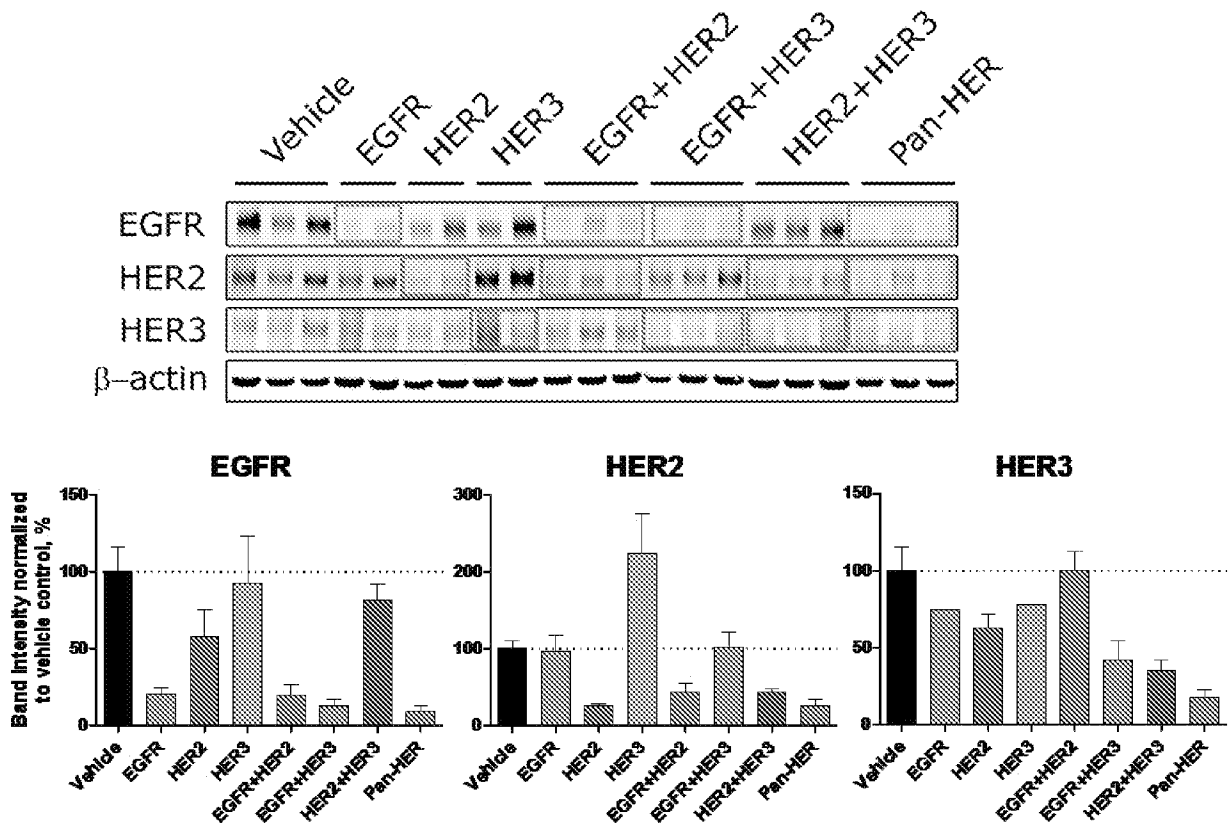 Vehicle EGFR HER2 HER3 EGFR+HER2 EGFR+HER3 HER2+HER3 Pan-HER
EGFR
HER2
HER3
β-actin
EGFR
Band Intensity normalized
to vehicle control, %
150
100
50
0
Vehicle EGFR HER2 HER3 EGFR+HER2 EGFR+HER3 HER2+HER3 Pan-HER
HER2
300
200
100
0
Vehicle EGFR HER2 HER3 EGFR+HER2 EGFR+HER3 HER2+HER3 Pan-HER
HER3
150
100
50
0
Vehicle EGFR HER2 HER3 EGFR+HER2 EGFR+HER3 HER2+HER3 Pan-HER